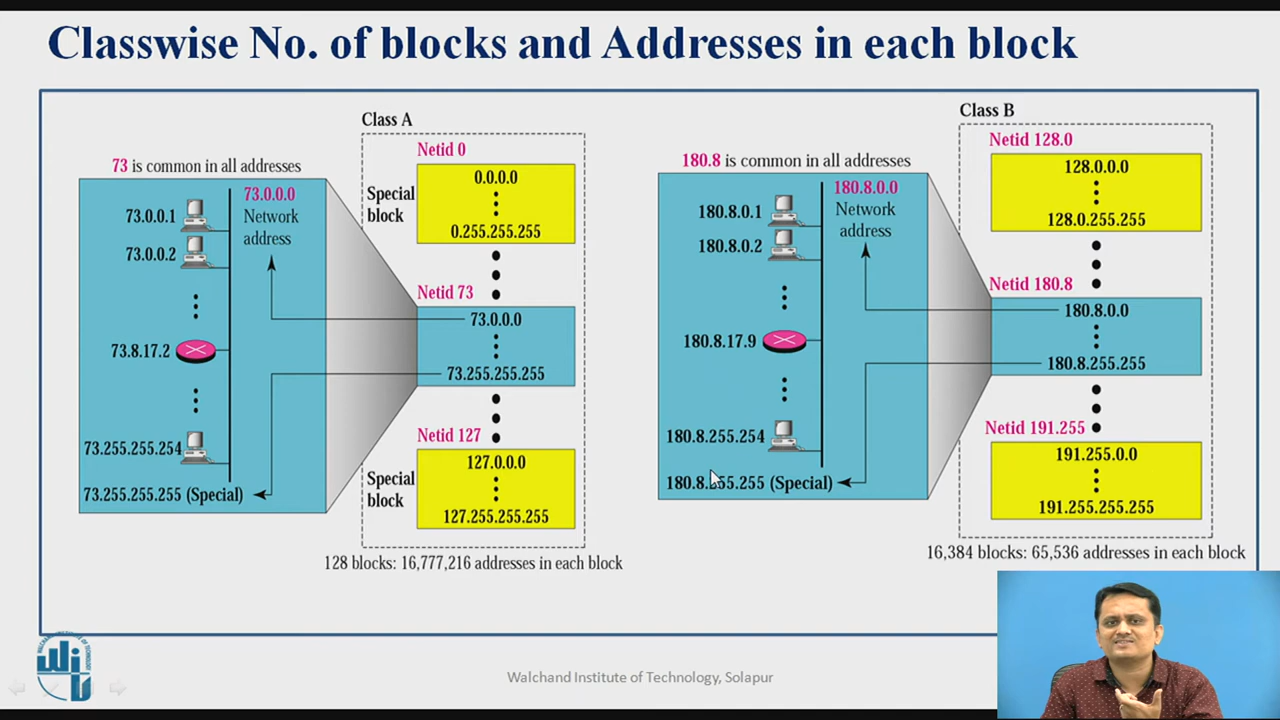 Classwise No. of blocks and Addresses in each block
Class A
73 is common in all addresses
73.0.0.0
Network
address
73.0.0.1
73.0.0.2
73.8.17.2
73.255.255.254
73.255.255.255 (Special)
Netid 0
Special
block
0.0.0.0
0.255.255.255
Netid 73
73.0.0.0
73.255.255.255
Netid 127
Special
block
127.0.0.0
127.255.255.255
128 blocks: 16,777,216 addresses in each block
Class B
180.8 is common in all addresses
180.8.0.0
Network
address
180.8.0.1
180.8.0.2
180.8.17.9
180.8.255.254
180.8.255.255 (Special)
Netid 128.0
128.0.0.0
128.0.255.255
Netid 180.8
180.8.0.0
180.8.255.255
Netid 191.255
191.255.0.0
191.255.255.255
16,384 blocks: 65,536 addresses in each block
WALCHAND INSTITUTE OF TECHNOLOGY
Walchand Institute of Technology, Solapur